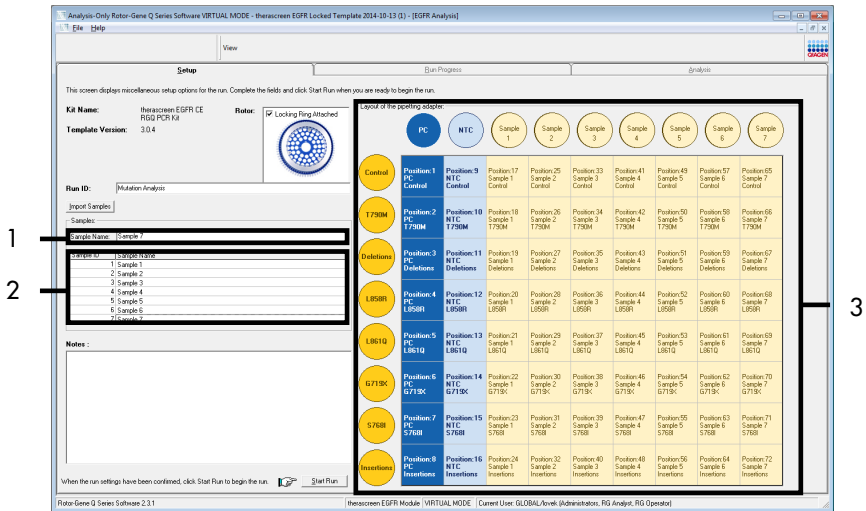 Analysis-Only Rotor-Gene Q Series Software VIRTUAL MODE - therascreen EGFR Locked Template 2014-10-13 (1) - [EGFR Analysis]
File Help
View
QIAGEN
Setup Run Progress Analysis
This screen displays miscellaneous setup options for the run. Complete the fields and click Start Run when you are ready to begin the run.
Kit Name: therascreen EGFR CE RGQ PCR Kit
Template Version: 3.0.4
Rotor: Locking Ring Attached
Run ID: Mutation Analysis
Import Samples
Samples:
1
Sample Name: Sample 7
2
Sample ID Sample Name
1 Sample 1
2 Sample 2
3 Sample 3
4 Sample 4
5 Sample 5
6 Sample 6
7 Sample 7
Notes :
When the run settings have been confirmed, click Start Run to begin the run. Start Run
Layout of the pipetting adapter:
PC NTC Sample 1 Sample 2 Sample 3 Sample 4 Sample 5 Sample 6 Sample 7
Control
Position:1 Position:9 Position:17 Position:25 Position:33 Position:41 Position:49 Position:57 Position:65
PC NTC Sample 1 Sample 2 Sample 3 Sample 4 Sample 5 Sample 6 Sample 7
Control Control Control Control Control Control Control Control Control
T790M
Position:2 Position:10 Position:18 Position:26 Position:34 Position:42 Position:50 Position:58 Position:66
PC NTC Sample 1 Sample 2 Sample 3 Sample 4 Sample 5 Sample 6 Sample 7
T790M T790M T790M T790M T790M T790M T790M T790M T790M
Deletions
Position:3 Position:11 Position:19 Position:27 Position:35 Position:43 Position:51 Position:59 Position:67
PC NTC Sample 1 Sample 2 Sample 3 Sample 4 Sample 5 Sample 6 Sample 7
Deletions Deletions Deletions Deletions Deletions Deletions Deletions Deletions Deletions
L858R
Position:4 Position:12 Position:20 Position:28 Position:36 Position:44 Position:52 Position:60 Position:68
PC NTC Sample 1 Sample 2 Sample 3 Sample 4 Sample 5 Sample 6 Sample 7
L858R L858R L858R L858R L858R L858R L858R L858R L858R
3
L861Q
Position:5 Position:13 Position:21 Position:29 Position:37 Position:45 Position:53 Position:61 Position:69
PC NTC Sample 1 Sample 2 Sample 3 Sample 4 Sample 5 Sample 6 Sample 7
L861Q L861Q L861Q L861Q L861Q L861Q L861Q L861Q L861Q
G719X
Position:6 Position:14 Position:22 Position:30 Position:38 Position:46 Position:54 Position:62 Position:70
PC NTC Sample 1 Sample 2 Sample 3 Sample 4 Sample 5 Sample 6 Sample 7
G719X G719X G719X G719X G719X G719X G719X G719X G719X
S768I
Position:7 Position:15 Position:23 Position:31 Position:39 Position:47 Position:55 Position:63 Position:71
PC NTC Sample 1 Sample 2 Sample 3 Sample 4 Sample 5 Sample 6 Sample 7
S768I S768I S768I S768I S768I S768I S768I S768I S768I
Insertions
Position:8 Position:16 Position:24 Position:32 Position:40 Position:48 Position:56 Position:64 Position:72
PC NTC Sample 1 Sample 2 Sample 3 Sample 4 Sample 5 Sample 6 Sample 7
Insertions Insertions Insertions Insertions Insertions Insertions Insertions Insertions Insertions
Rotor-Gene Q Series Software 2.3.1 therascreen EGFR Module VIRTUAL MODE Current User: GLOBAL/lovek (Administrators, RG Analyst, RG Operator)